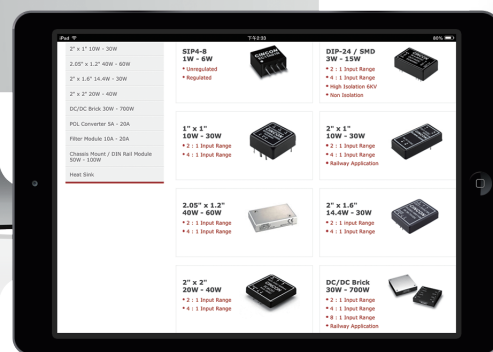 iPad
下午2:35
85%
2" x 1" 10W - 30W
2.05" x 1.2" 40W - 60W
2" x 1.6" 14.4W - 30W
2" x 2" 20W - 40W
DC/DC Brick 30W - 700W
POL Converter 5A - 20A
Filter Module 10A - 20A
Chassis Mount / DIN Rail Module
50W - 100W
Heat Sink
SIP4-8
1W - 6W
• Unregulated
• Regulated
CINCON
DIP-24 / SMD
3W - 15W
• 2 : 1 Input Range
• 4 : 1 Input Range
• High Isolation 6KV
• Non Isolation
1" x 1"
10W - 30W
• 2 : 1 Input Range
• 4 : 1 Input Range
2" x 1"
10W - 30W
• 2 : 1 Input Range
• 4 : 1 Input Range
• Railway Application
2.05" x 1.2"
40W - 60W
• 2 : 1 Input Range
• 4 : 1 Input Range
2" x 1.6"
14.4W - 30W
• 2 : 1 input Range
• 4 : 1 Input Range
2" x 2"
20W - 40W
• 2 : 1 Input Range
• 4 : 1 Input Range
CINCON
DC/DC Brick
30W - 700W
• 2 : 1 Input Range
• 4 : 1 Input Range
• 8 : 1 Input Range
• Railway Application